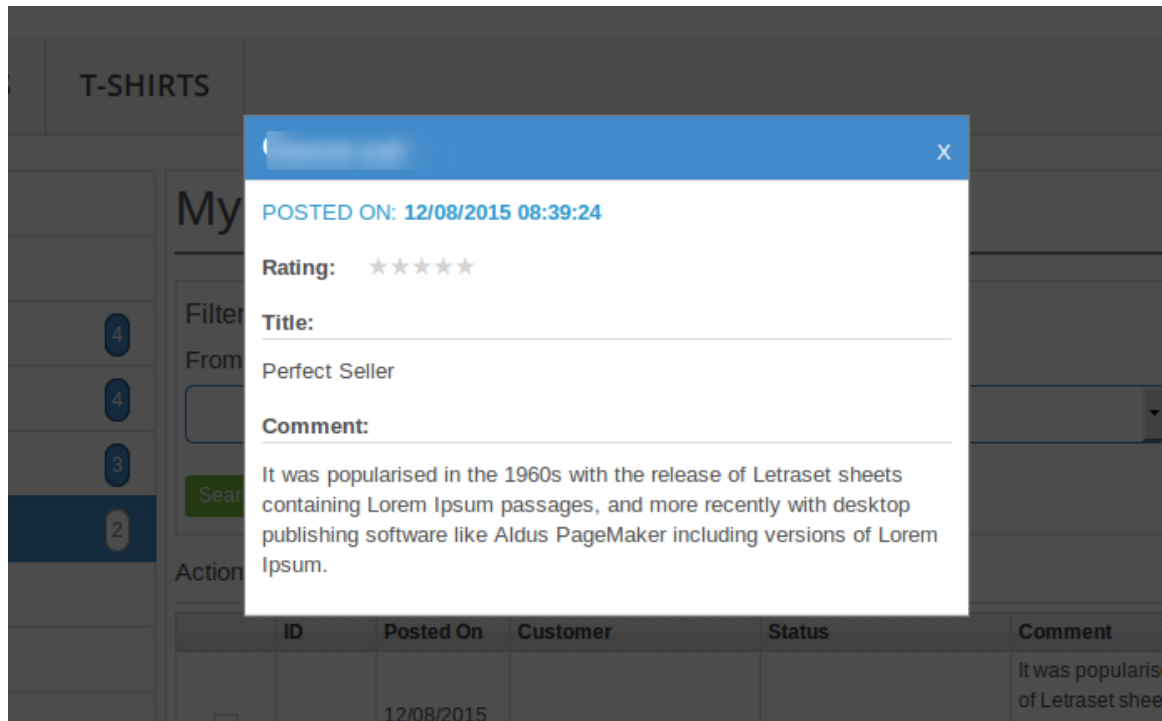 T-SHIRTS
X
My
POSTED ON: 12/08/2015 08:39:24
Rating:
Filter
Title:
4
From
Perfect Seller
4
Comment:
3
It was popularised in the 1960s with the release of Letraset sheets
containing Lorem Ipsum passages, and more recently with desktop
publishing software like Aldus PageMaker including versions of Lorem
Ipsum.
2
Action
ID Posted On Customer Status Comment
It was popularis
of Letraset shee
12/08/2015